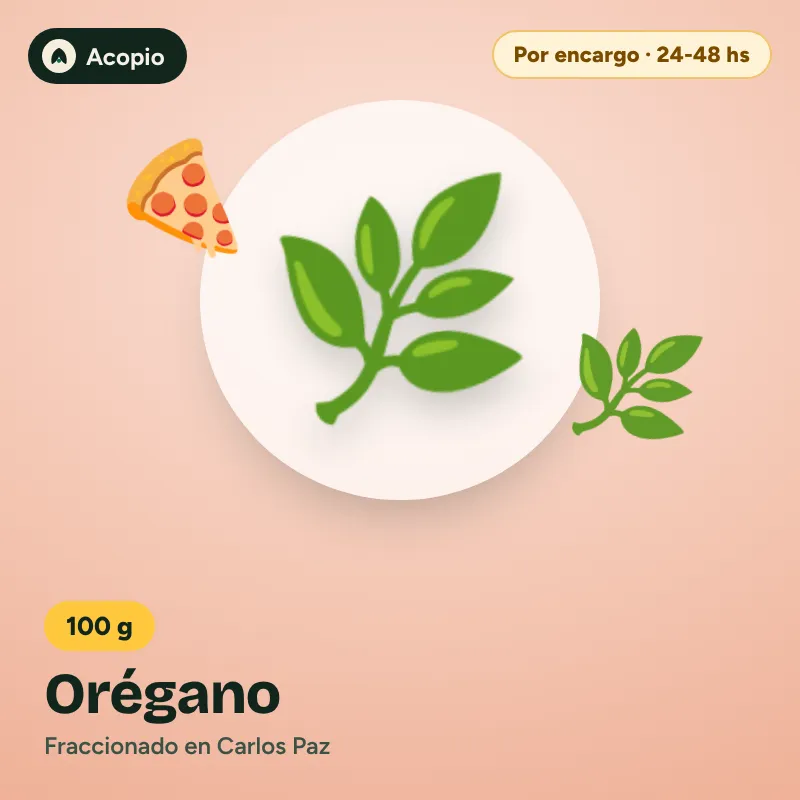 Acopio
Por encargo · 24-48 hs
100 g
Orégano
Fraccionado en Carlos Paz